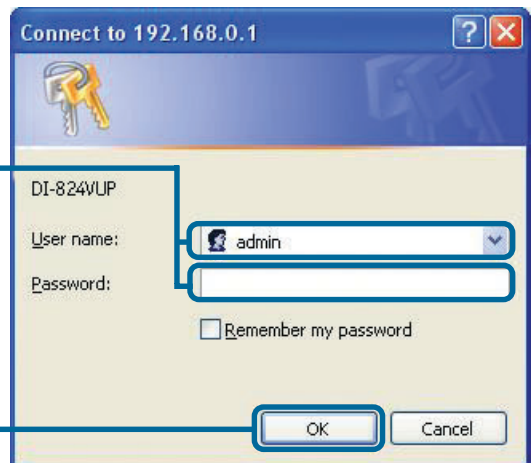 Connect to 192.168.0.1
DI-824VUP
User name:
admin
Password:
Remember my password
OK
Cancel